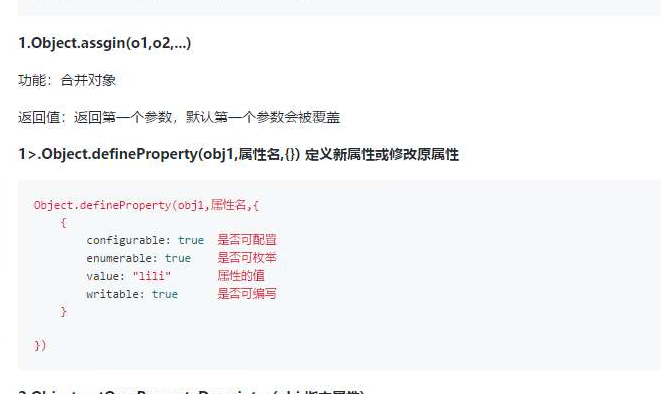 1.Object.assgin(o1,o2,...)
功能：合并对象
返回值：返回第一个参数，默认第一个参数会被覆盖
1>.Object.defineProperty(obj1,属性名,{}) 定义新属性或修改原属性
Object.defineProperty(obj1,属性名,{
    {
        configurable: true  是否可配置
        enumerable: true    是否可枚举
        value: "lili"       属性的值
        writable: true      是否可编写
    }
})